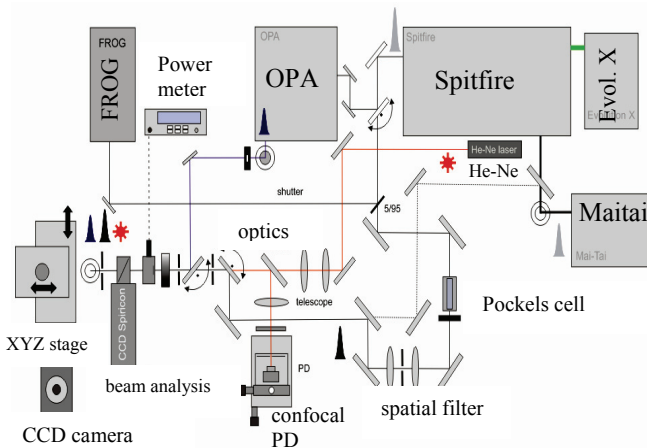 FROG
FROG
Power
meter
OPA
OPA
Spitfire
Spitfire
Evol. X
Evolution X
He-Ne laser
He-Ne
shutter
5/95
Maitai
Mai-Tai
optics
telescope
Pockels cell
XYZ stage
CCD Spiricon
beam analysis
PD
confocal
PD
spatial filter
CCD camera